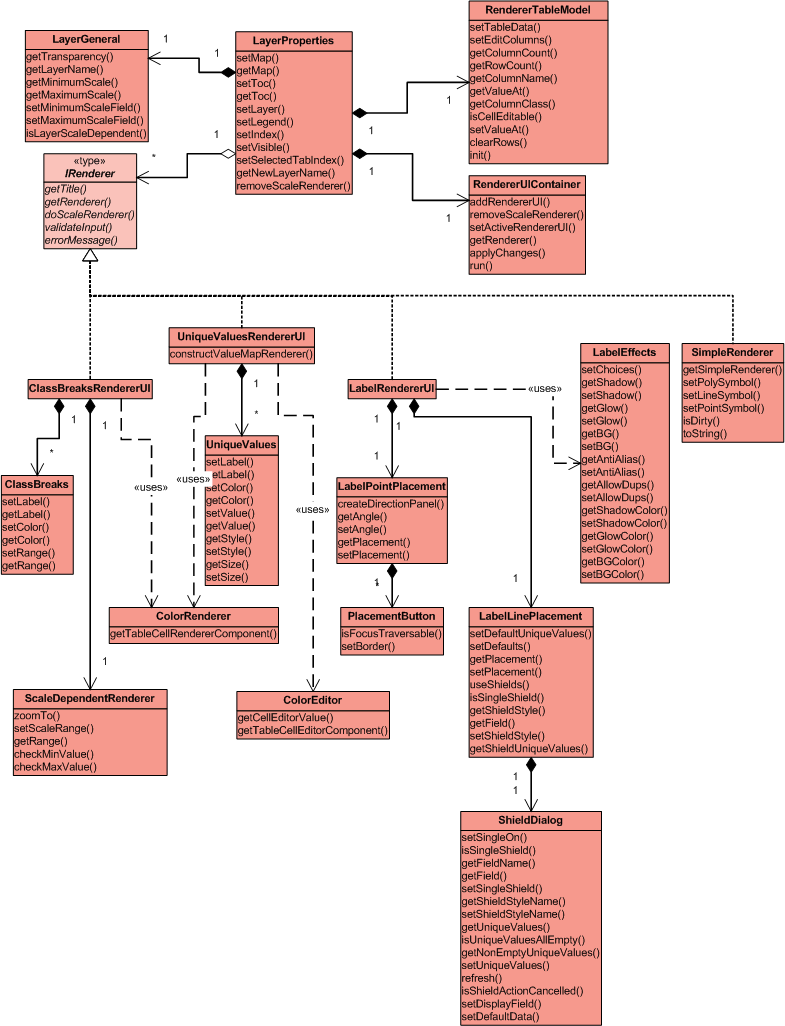 LayerGeneral
getTransparency()
getLayerName()
getMinimumScale()
getMaximumScale()
setMinimumScaleField()
setMaximumScaleField()
isLayerScaleDependent()
1
1
LayerProperties
setMap()
getMap()
setToc()
getToc()
setLayer()
setLegend()
setIndex()
setVisible()
setSelectedTabIndex()
getNewLayerName()
removeScaleRenderer()
1
1
RendererTableModel
setTableData()
setEditColumns()
getColumnCount()
getRowCount()
getColumnName()
getValueAt()
getColumnClass()
isCellEditable()
setValueAt()
clearRows()
init()
1
*
«type»
IRenderer
getTitle()
getRenderer()
doScaleRenderer()
validateInput()
errorMessage()
1
1
RendererUIContainer
addRendererUI()
removeScaleRenderer()
setActiveRendererUI()
getRenderer()
applyChanges()
run()
ClassBreaksRendererUI
1
*
1
1
«uses»
UniqueValuesRendererUI
constructValueMapRenderer()
1
*
«uses»
«uses»
LabelRendererUI
1
1
1
1
«uses»
LabelEffects
setChoices()
getShadow()
setShadow()
getGlow()
setGlow()
getBG()
setBG()
getAntiAlias()
setAntiAlias()
getAllowDups()
setAllowDups()
getShadowColor()
setShadowColor()
getGlowColor()
setGlowColor()
getBGColor()
setBGColor()
SimpleRenderer
getSimpleRenderer()
setPolySymbol()
setLineSymbol()
setPointSymbol()
isDirty()
toString()
ClassBreaks
setLabel()
getLabel()
setColor()
getColor()
setRange()
getRange()
UniqueValues
setLabel()
getLabel()
setColor()
getColor()
setValue()
getValue()
getStyle()
setStyle()
getSize()
setSize()
LabelPointPlacement
createDirectionPanel()
getAngle()
setAngle()
getPlacement()
setPlacement()
1
*
PlacementButton
isFocusTraversable()
setBorder()
ColorRenderer
getTableCellRendererComponent()
LabelLinePlacement
setDefaultUniqueValues()
setDefaults()
getPlacement()
setPlacement()
useShields()
isSingleShield()
getShieldStyle()
getField()
setShieldStyle()
getShieldUniqueValues()
ScaleDependentRenderer
zoomTo()
setScaleRange()
getRange()
checkMinValue()
checkMaxValue()
ColorEditor
getCellEditorValue()
getTableCellEditorComponent()
1
1
ShieldDialog
setSingleOn()
isSingleShield()
getFieldName()
getField()
setSingleShield()
getShieldStyleName()
setShieldStyleName()
getUniqueValues()
isUniqueValuesAllEmpty()
getNonEmptyUniqueValues()
setUniqueValues()
refresh()
isShieldActionCancelled()
setDisplayField()
setDefaultData()